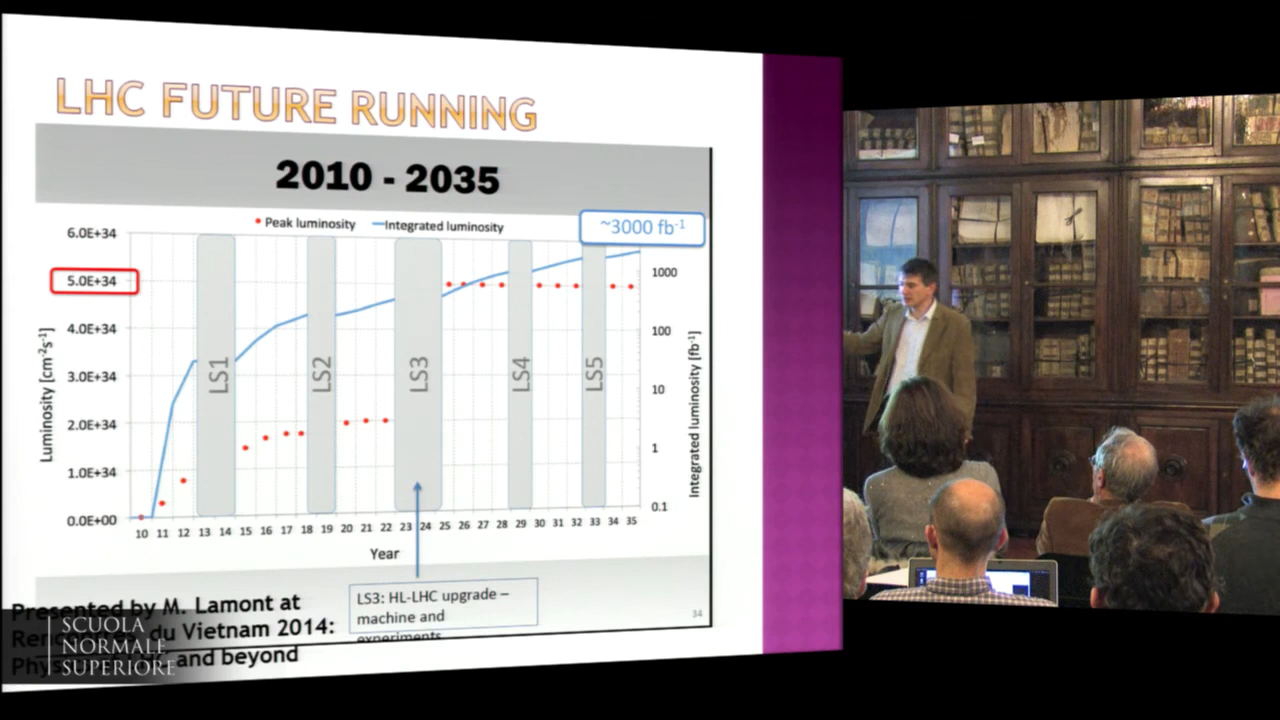 LHC FUTURE RUNNING
2010 - 2035
Peak luminosity Integrated luminosity
~3000 fb-1
6.0E+34
5.0E+34
4.0E+34
3.0E+34
2.0E+34
1.0E+34
0.0E+00
Luminosity [cm-2s-1]
LS1
LS2
LS3
LS4
LS5
1000
100
10
1
0.1
Integrated luminosity [fb-1]
10 11 12 13 14 15 16 17 18 19 20 21 22 23 24 25 26 27 28 29 30 31 32 33 34 35
Year
LS3: HL-LHC upgrade –
machine and
experiments
34
Presented by M. Lamont at
Rencontres du Vietnam 2014:
and beyond
SCUOLA
NORMALE
SUPERIORE